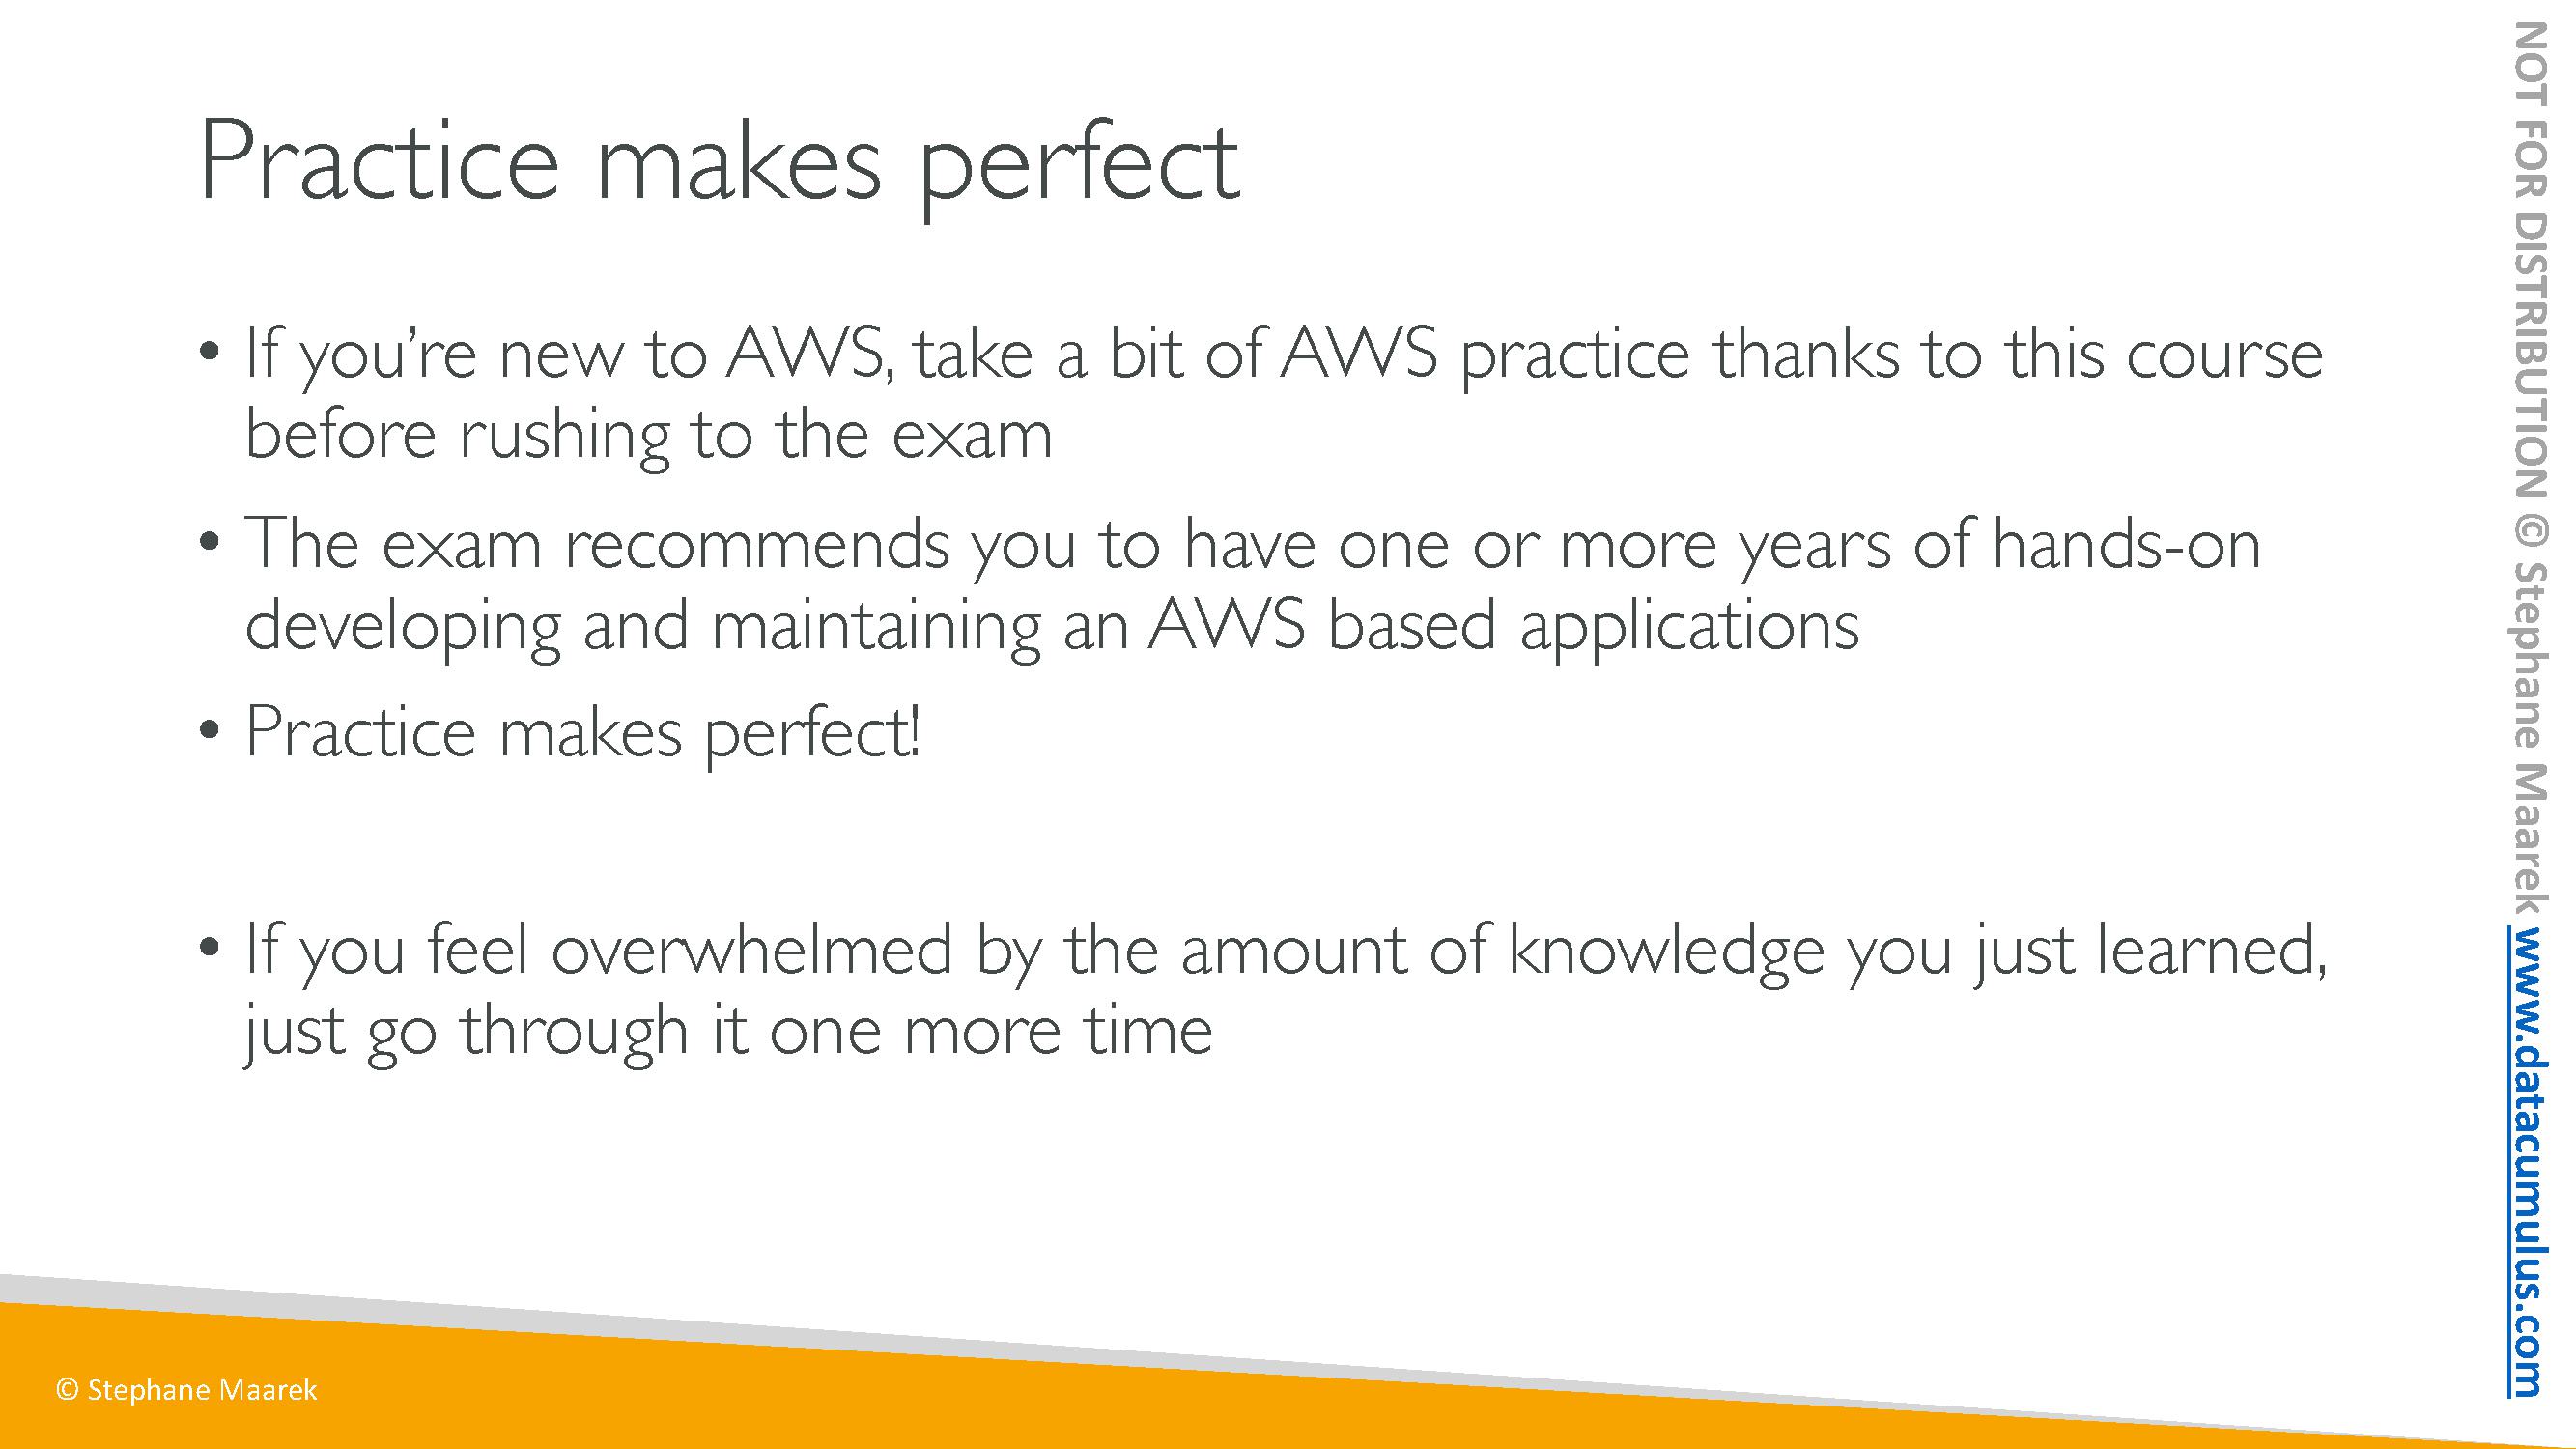 Practice makes perfect
• If you’re new to AWS, take a bit of AWS practice thanks to this course
before rushing to the exam
• The exam recommends you to have one or more years of hands-on
developing and maintaining an AWS based applications
• Practice makes perfect!
• If you feel overwhelmed by the amount of knowledge you just learned,
just go through it one more time
© Stephane Maarek
NOT FOR DISTRIBUTION © Stephane Maarek www.datacumulus.com